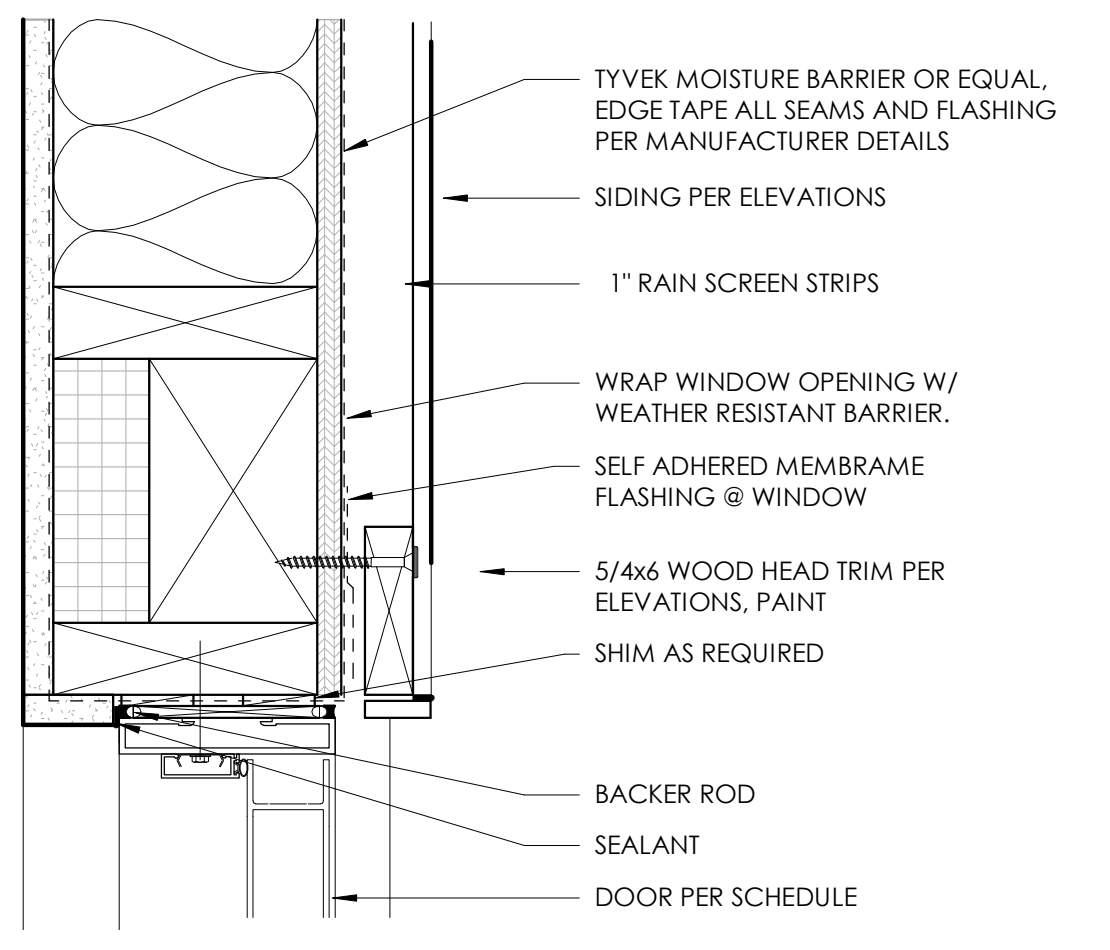 TYVEK MOISTURE BARRIER OR EQUAL,
EDGE TAPE ALL SEAMS AND FLASHING
PER MANUFACTURER DETAILS
SIDING PER ELEVATIONS
1" RAIN SCREEN STRIPS
WRAP WINDOW OPENING W/
WEATHER RESISTANT BARRIER.
SELF ADHERED MEMBRAME
FLASHING @ WINDOW
5/4x6 WOOD HEAD TRIM PER
ELEVATIONS, PAINT
SHIM AS REQUIRED
BACKER ROD
SEALANT
DOOR PER SCHEDULE